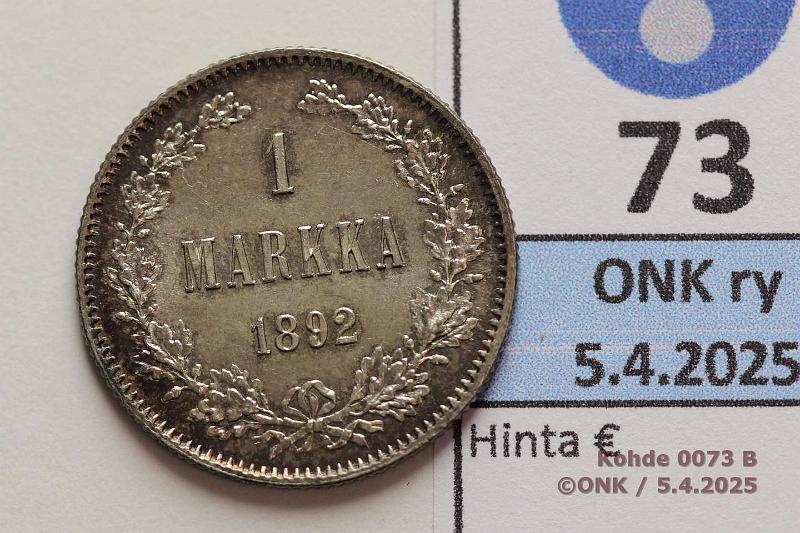 1
MARKKA
1892
73
ONK ry
5.4.2025
Hinta €
Kohde 0073 B
©ONK / 5.4.2025